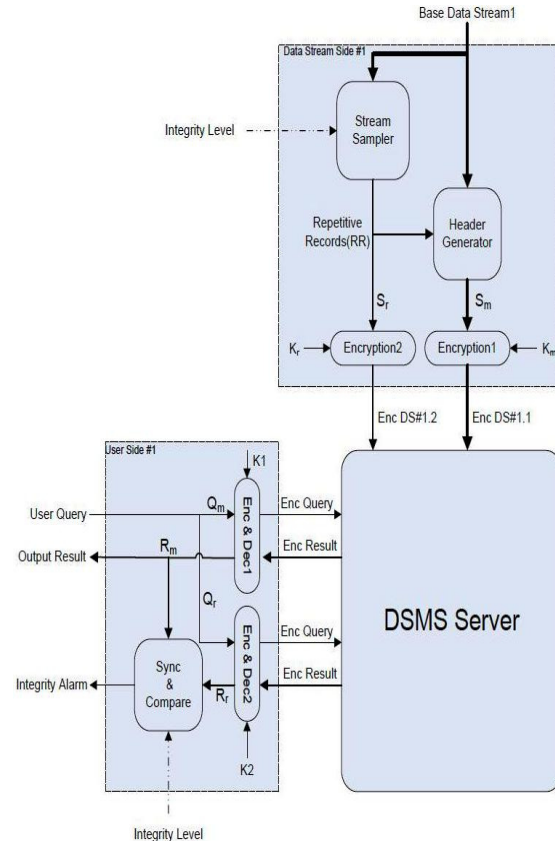 Base Data Stream1
Data Stream Side #1
Integrity Level
Stream
Sampler
Repetitive
Records(RR)
Header
Generator
Sr
Sm
Kr
Encryption2
Encryption1
Km
Enc DS#1.2
Enc DS#1.1
User Side #1
K1
User Query
Qm
Enc & Dec1
Enc Query
Output Result
Rm
Enc Result
Qr
DSMS Server
Enc & Dec2
Enc Query
Sync
&
Compare
Enc Result
Integrity Alarm
Rr
K2
Integrity Level